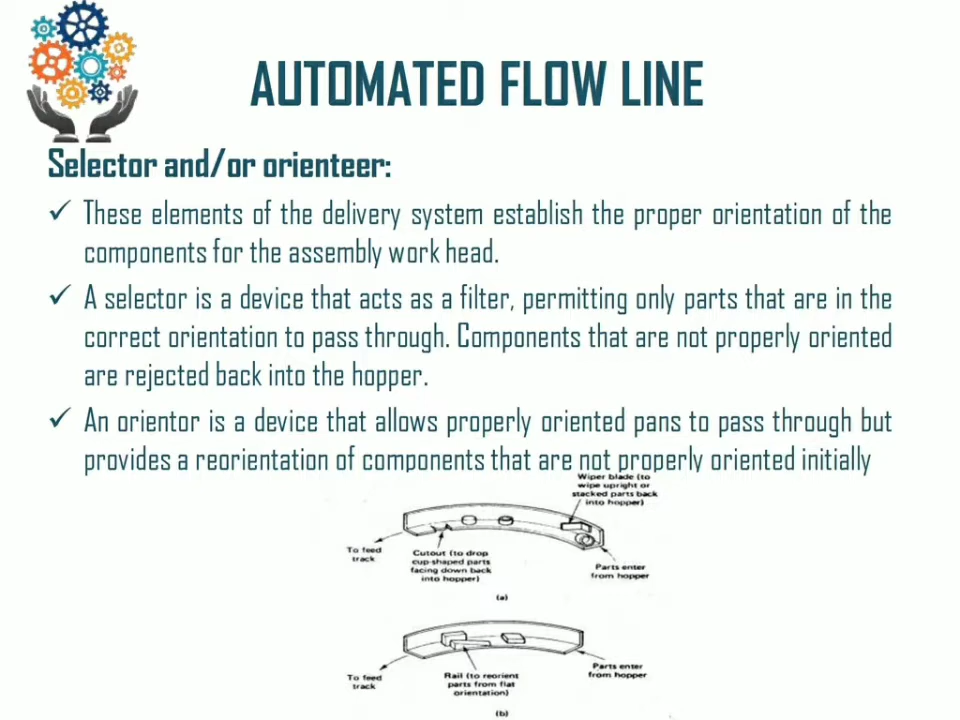 AUTOMATED FLOW LINE
Selector and/or orienteer:
✓ These elements of the delivery system establish the proper orientation of the
components for the assembly work head.
✓ A selector is a device that acts as a filter, permitting only parts that are in the
correct orientation to pass through. Components that are not properly oriented
are rejected back into the hopper.
✓ An orientor is a device that allows properly oriented pans to pass through but
provides a reorientation of components that are not properly oriented initially
Wiper blade (to
wipe upright or
stacked parts back
into hopper)
To feed
track
Cutout (to drop
cup-shaped parts
facing down back
into hopper)
Parts enter
from hopper
(a)
To feed
track
Rail (to reorient
parts from flat
orientation)
Parts enter
from hopper
(b)